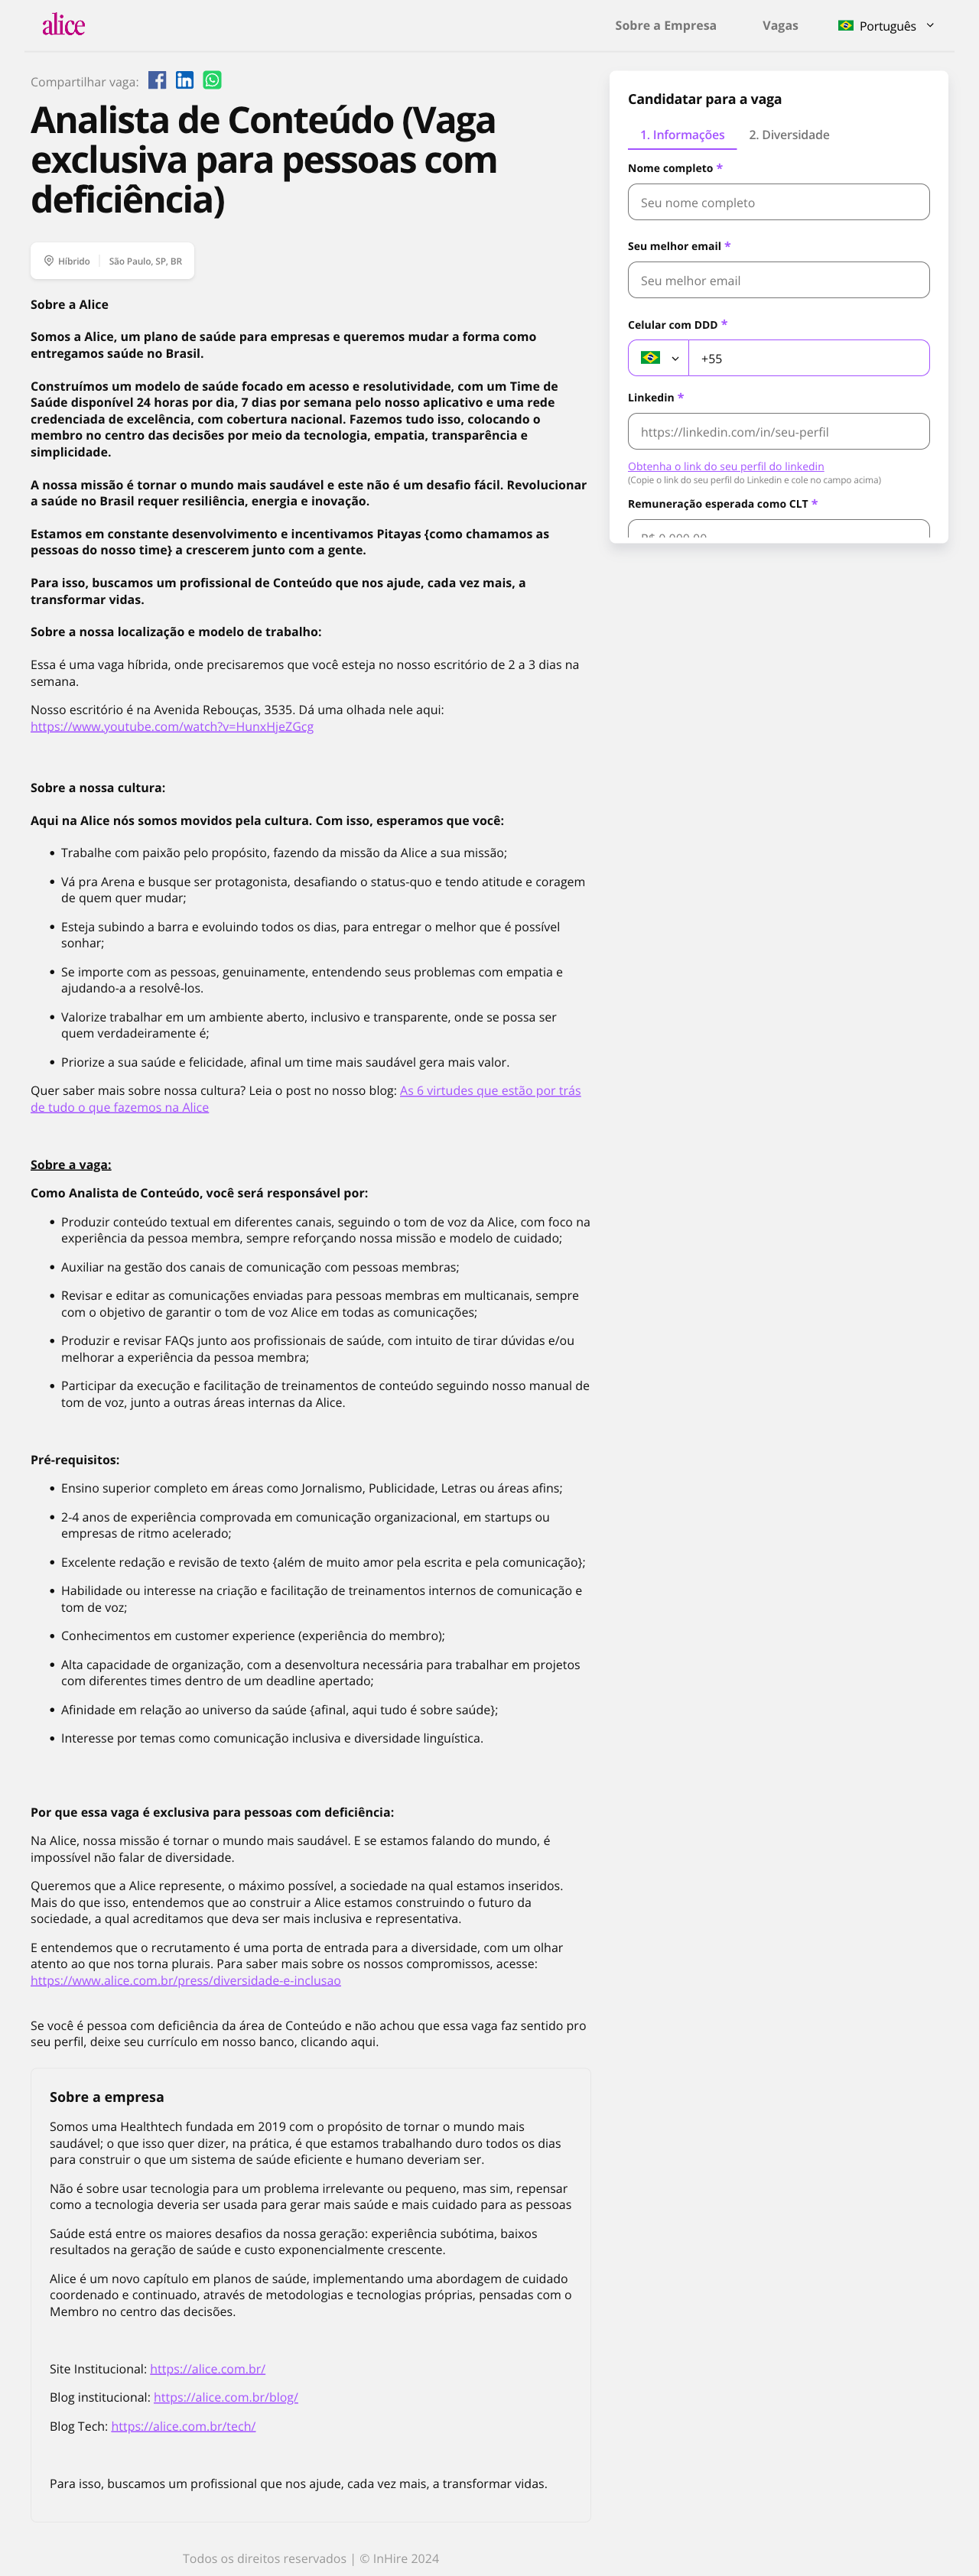 alice
Sobre a Empresa
Vagas
Português
Compartilhar vaga:
Analista de Conteúdo (Vaga
exclusiva para pessoas com
deficiência)
Híbrido
São Paulo, SP, BR
Sobre a Alice
Somos a Alice, um plano de saúde para empresas e queremos mudar a forma como
entregamos saúde no Brasil.
Construímos um modelo de saúde focado em acesso e resolutividade, com um Time de
Saúde disponível 24 horas por dia, 7 dias por semana pelo nosso aplicativo e uma rede
credenciada de excelência, com cobertura nacional. Fazemos tudo isso, colocando o
membro no centro das decisões por meio da tecnologia, empatia, transparência e
simplicidade.
A nossa missão é tornar o mundo mais saudável e este não é um desafio fácil. Revolucionar
a saúde no Brasil requer resiliência, energia e inovação.
Estamos em constante desenvolvimento e incentivamos Pitayas {como chamamos as
pessoas do nosso time} a crescerem junto com a gente.
Para isso, buscamos um profissional de Conteúdo que nos ajude, cada vez mais, a
transformar vidas.
Sobre a nossa localização e modelo de trabalho:
Essa é uma vaga híbrida, onde precisaremos que você esteja no nosso escritório de 2 a 3 dias na
semana.
Nosso escritório é na Avenida Rebouças, 3535. Dá uma olhada nele aqui:
https://www.youtube.com/watch?v=HunxHjeZGcg
Sobre a nossa cultura:
Aqui na Alice nós somos movidos pela cultura. Com isso, esperamos que você:
• Trabalhe com paixão pelo propósito, fazendo da missão da Alice a sua missão;
• Vá pra Arena e busque ser protagonista, desafiando o status-quo e tendo atitude e coragem
de quem quer mudar;
• Esteja subindo a barra e evoluindo todos os dias, para entregar o melhor que é possível
sonhar;
• Se importe com as pessoas, genuinamente, entendendo seus problemas com empatia e
ajudando-a a resolvê-los.
• Valorize trabalhar em um ambiente aberto, inclusivo e transparente, onde se possa ser
quem verdadeiramente é;
• Priorize a sua saúde e felicidade, afinal um time mais saudável gera mais valor.
Quer saber mais sobre nossa cultura? Leia o post no nosso blog: As 6 virtudes que estão por trás
de tudo o que fazemos na Alice
Sobre a vaga:
Como Analista de Conteúdo, você será responsável por:
• Produzir conteúdo textual em diferentes canais, seguindo o tom de voz da Alice, com foco na
experiência da pessoa membra, sempre reforçando nossa missão e modelo de cuidado;
• Auxiliar na gestão dos canais de comunicação com pessoas membras;
• Revisar e editar as comunicações enviadas para pessoas membras em multicanais, sempre
com o objetivo de garantir o tom de voz Alice em todas as comunicações;
• Produzir e revisar FAQs junto aos profissionais de saúde, com intuito de tirar dúvidas e/ou
melhorar a experiência da pessoa membra;
• Participar da execução e facilitação de treinamentos de conteúdo seguindo nosso manual de
tom de voz, junto a outras áreas internas da Alice.
Pré-requisitos:
• Ensino superior completo em áreas como Jornalismo, Publicidade, Letras ou áreas afins;
• 2-4 anos de experiência comprovada em comunicação organizacional, em startups ou
empresas de ritmo acelerado;
• Excelente redação e revisão de texto {além de muito amor pela escrita e pela comunicação};
• Habilidade ou interesse na criação e facilitação de treinamentos internos de comunicação e
tom de voz;
• Conhecimentos em customer experience (experiência do membro);
• Alta capacidade de organização, com a desenvoltura necessária para trabalhar em projetos
com diferentes times dentro de um deadline apertado;
• Afinidade em relação ao universo da saúde {afinal, aqui tudo é sobre saúde};
• Interesse por temas como comunicação inclusiva e diversidade linguística.
Por que essa vaga é exclusiva para pessoas com deficiência:
Na Alice, nossa missão é tornar o mundo mais saudável. E se estamos falando do mundo, é
impossível não falar de diversidade.
Queremos que a Alice represente, o máximo possível, a sociedade na qual estamos inseridos.
Mais do que isso, entendemos que ao construir a Alice estamos construindo o futuro da
sociedade, a qual acreditamos que deva ser mais inclusiva e representativa.
E entendemos que o recrutamento é uma porta de entrada para a diversidade, com um olhar
atento ao que nos torna plurais. Para saber mais sobre os nossos compromissos, acesse:
https://www.alice.com.br/press/diversidade-e-inclusao
Se você é pessoa com deficiência da área de Conteúdo e não achou que essa vaga faz sentido pro
seu perfil, deixe seu currículo em nosso banco, clicando aqui.
Sobre a empresa
Somos uma Healthtech fundada em 2019 com o propósito de tornar o mundo mais
saudável; o que isso quer dizer, na prática, é que estamos trabalhando duro todos os dias
para construir o que um sistema de saúde eficiente e humano deveriam ser.
Não é sobre usar tecnologia para um problema irrelevante ou pequeno, mas sim, repensar
como a tecnologia deveria ser usada para gerar mais saúde e mais cuidado para as pessoas
Saúde está entre os maiores desafios da nossa geração: experiência subótima, baixos
resultados na geração de saúde e custo exponencialmente crescente.
Alice é um novo capítulo em planos de saúde, implementando uma abordagem de cuidado
coordenado e continuado, através de metodologias e tecnologias próprias, pensadas com o
Membro no centro das decisões.
Site Institucional: https://alice.com.br/
Blog institucional: https://alice.com.br/blog/
Blog Tech: https://alice.com.br/tech/
Para isso, buscamos um profissional que nos ajude, cada vez mais, a transformar vidas.
Candidatar para a vaga
1. Informações
2. Diversidade
Nome completo *
Seu nome completo
Seu melhor email *
Seu melhor email
Celular com DDD *
+55
Linkedin *
https://linkedin.com/in/seu-perfil
Obtenha o link do seu perfil do linkedin
(Copie o link do seu perfil do Linkedin e cole no campo acima)
Remuneração esperada como CLT *
R$ 0.000,00
Todos os direitos reservados | © InHire 2024